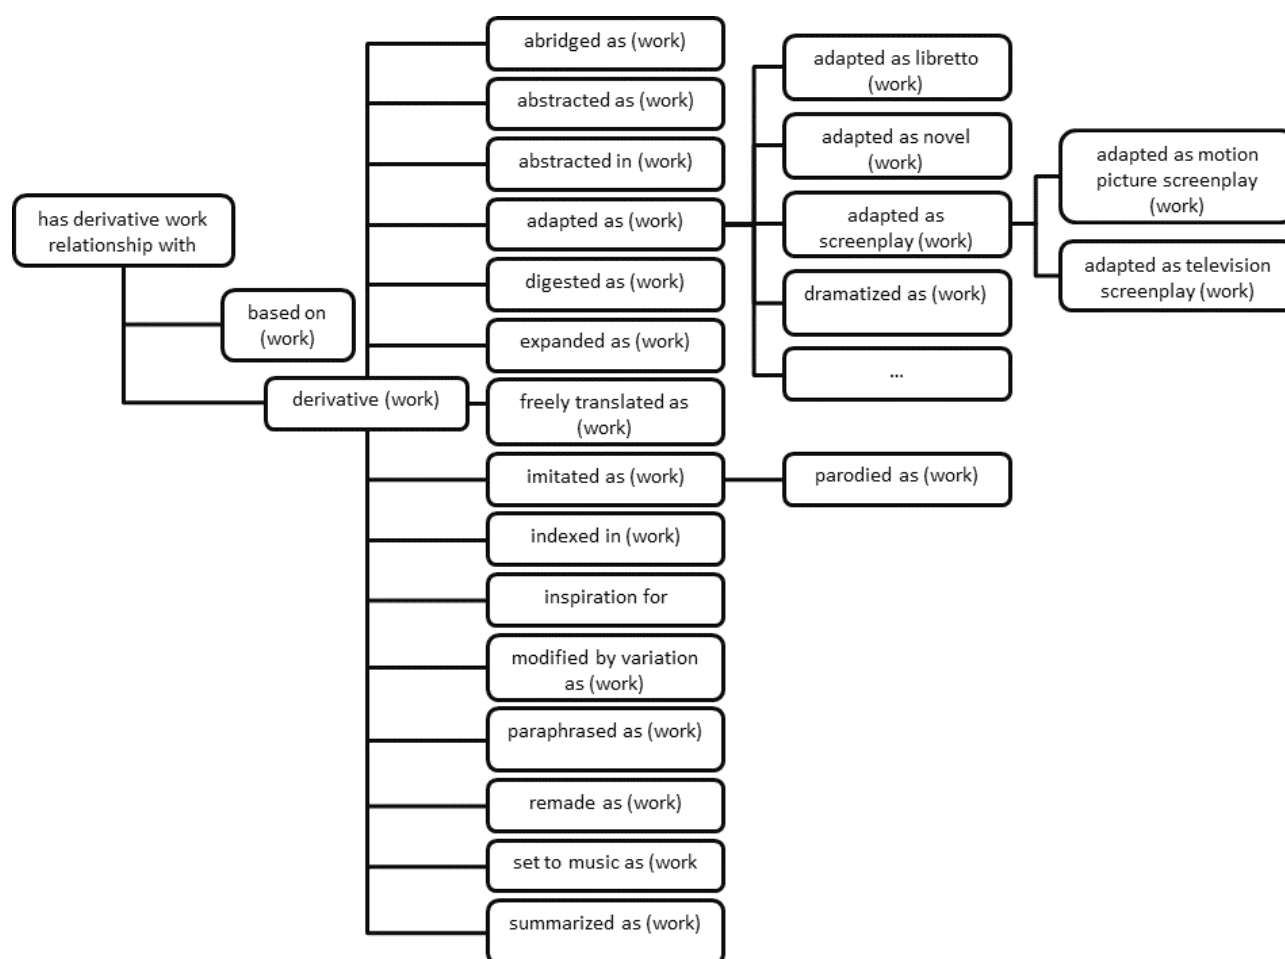 has derivative work
relationship with
based on
(work)
derivative (work)
abridged as (work)
abstracted as (work)
abstracted in (work)
adapted as (work)
digested as (work)
expanded as (work)
freely translated as
(work)
imitated as (work)
indexed in (work)
inspiration for
modified by variation
as (work)
paraphrased as (work)
remade as (work)
set to music as (work
summarized as (work)
adapted as libretto
(work)
adapted as novel
(work)
adapted as
screenplay (work)
dramatized as (work)
...
parodied as (work)
adapted as motion
picture screenplay
(work)
adapted as television
screenplay (work)